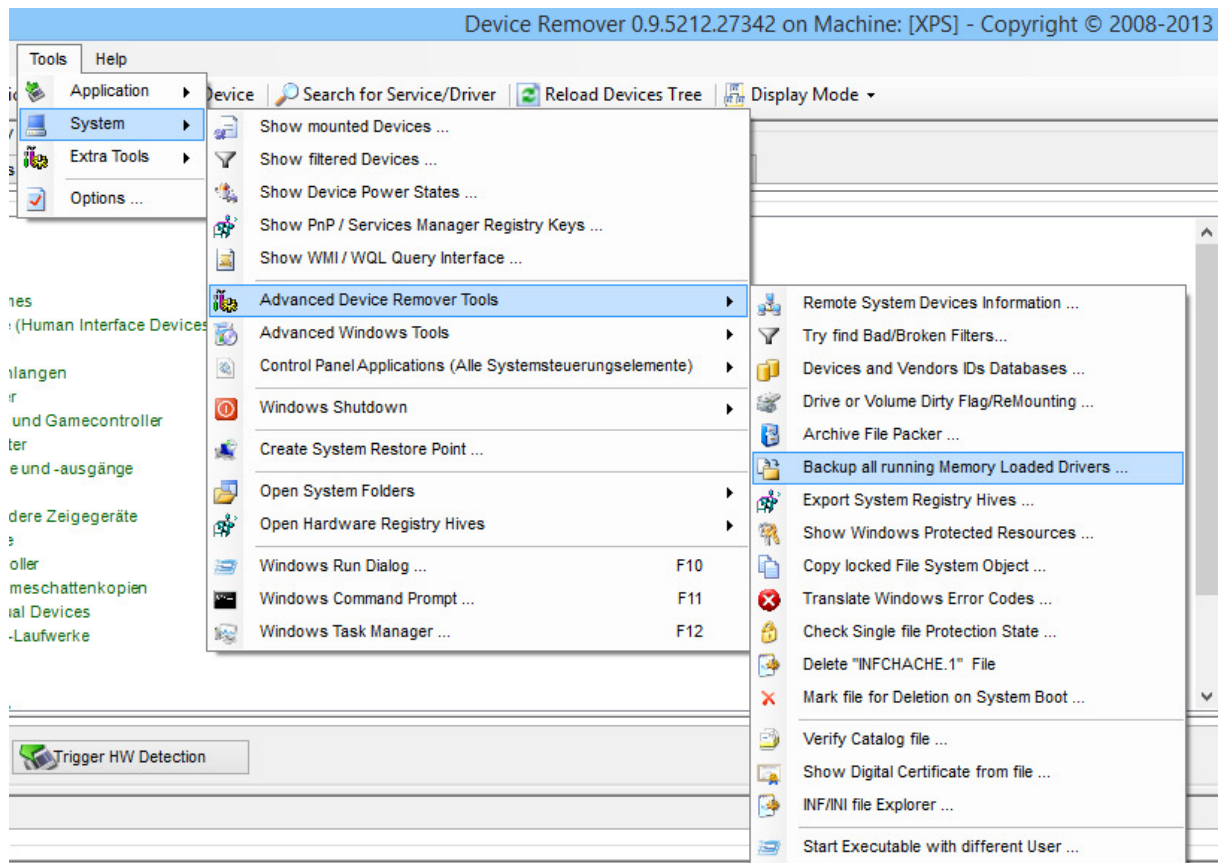 Device Remover 0.9.5212.27342 on Machine: [XPS] - Copyright © 2008-2013
Tools Help
Device Search for Service/Driver Reload Devices Tree Display Mode
Application
System
Extra Tools
Options ...
Show mounted Devices ...
Show filtered Devices ...
Show Device Power States ...
Show PnP / Services Manager Registry Keys ...
Show WMI / WQL Query Interface ...
Advanced Device Remover Tools
Advanced Windows Tools
Control Panel Applications (Alle Systemsteuerungselemente)
Windows Shutdown
Create System Restore Point ...
Open System Folders
Open Hardware Registry Hives
Windows Run Dialog ... F10
Windows Command Prompt ... F11
Windows Task Manager ... F12
Remote System Devices Information ...
Try find Bad/Broken Filters...
Devices and Vendors IDs Databases ...
Drive or Volume Dirty Flag/ReMounting ...
Archive File Packer ...
Backup all running Memory Loaded Drivers ...
Export System Registry Hives ...
Show Windows Protected Resources ...
Copy locked File System Object ...
Translate Windows Error Codes ...
Check Single file Protection State ...
Delete "INFCHACHE.1" File
Mark file for Deletion on System Boot ...
Verify Catalog file ...
Show Digital Certificate from file ...
INF/INI file Explorer ...
Start Executable with different User ...
nes
(Human Interface Devices
hlangen
er
und Gamecontroller
ter
e und -ausgänge
dere Zeigegeräte
e
oller
meschattenkopien
ual Devices
-Laufwerke
Trigger HW Detection